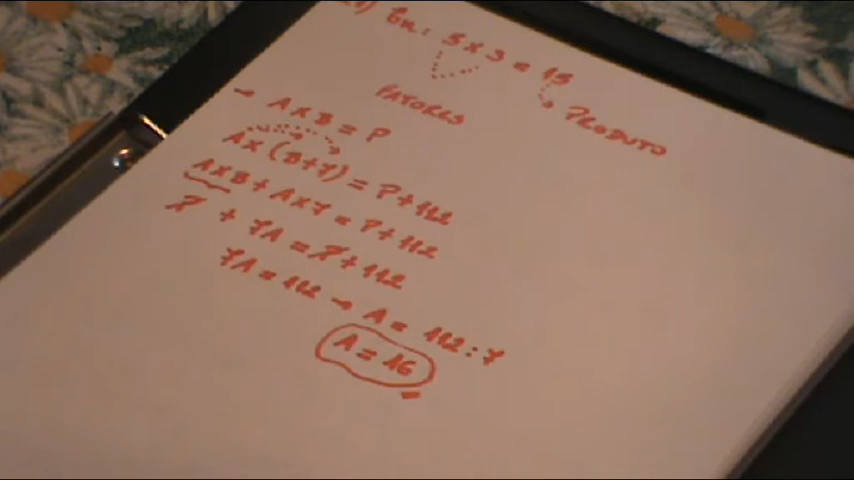 Ex.: 5 x 3 = 15
FATORES
PRODUTO
→ A x B = P
A x (B+7) = P+112
A x B + A x 7 = P+112
P + 7A = P+112
7A = 112 → A = 112 : 7
A = 16